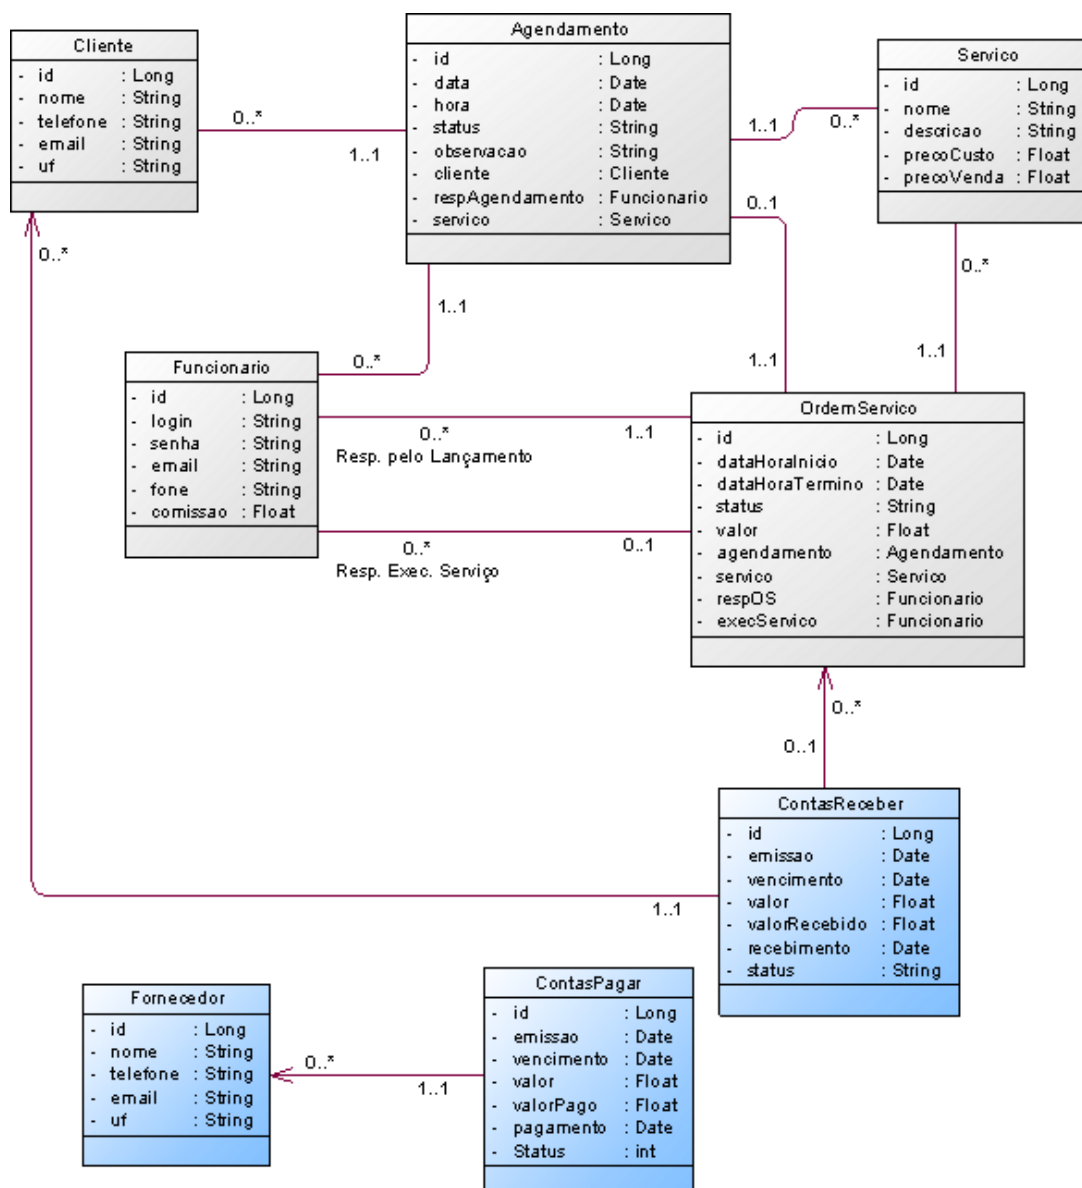 Cliente
- id : Long
- nome : String
- telefone : String
- email : String
- uf : String
0..*
1..1
Agendamento
- id : Long
- data : Date
- hora : Date
- status : String
- observacao : String
- cliente : Cliente
- respAgendamento : Funcionario
- servico : Servico
1..1
0..*
Servico
- id : Long
- nome : String
- descricao : String
- precoCusto : Float
- precoVenda : Float
0..1
1..1
0..*
1..1
0..*
1..1
0..*
Funcionario
- id : Long
- login : String
- senha : String
- email : String
- fone : String
- comissao : Float
0..*
1..1
Resp. pelo Lançamento
0..*
0..1
Resp. Exec. Serviço
OrdemServico
- id : Long
- dataHoraInicio : Date
- dataHoraTermino : Date
- status : String
- valor : Float
- agendamento : Agendamento
- servico : Servico
- respOS : Funcionario
- execServico : Funcionario
0..*
0..1
ContasReceber
- id : Long
- emissao : Date
- vencimento : Date
- valor : Float
- valorRecebido : Float
- recebimento : Date
- status : String
1..1
Fornecedor
- id : Long
- nome : String
- telefone : String
- email : String
- uf : String
0..*
1..1
ContasPagar
- id : Long
- emissao : Date
- vencimento : Date
- valor : Float
- valorPago : Float
- pagamento : Date
- Status : int